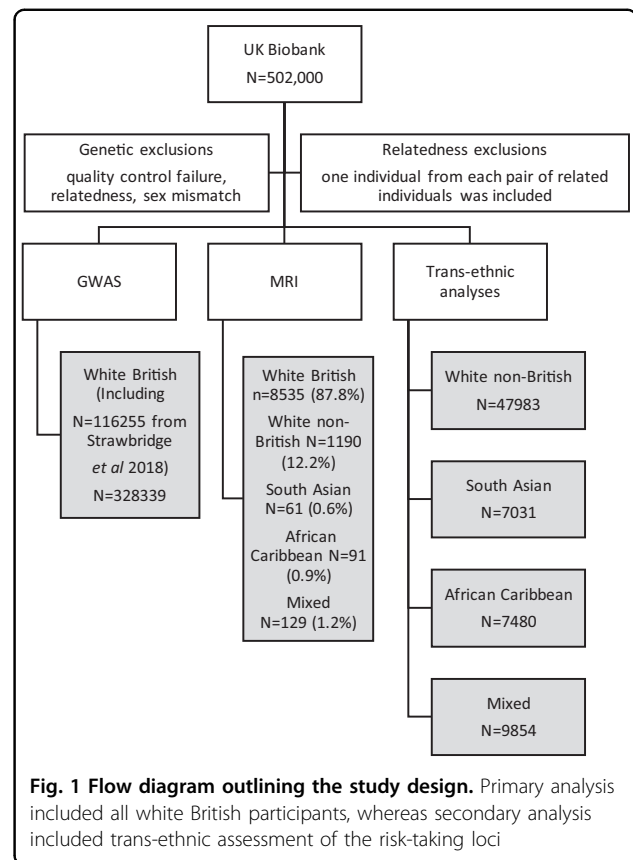 UK Biobank
N=502,000
Genetic exclusions
quality control failure,
relatedness, sex mismatch
Relatedness exclusions
one individual from each pair of related
individuals was included
GWAS
MRI
Trans-ethnic
analyses
White British
(Including
N=116255 from
Strawbridge
et al 2018)
N=328339
White British
n=8535 (87.8%)
White non-
British N=1190
(12.2%)
South Asian
N=61 (0.6%)
African
Caribbean N=91
(0.9%)
Mixed
N=129 (1.2%)
White non-British
N=47983
South Asian
N=7031
African Caribbean
N=7480
Mixed
N=9854
Fig. 1 Flow diagram outlining the study design. Primary analysis
included all white British participants, whereas secondary analysis
included trans-ethnic assessment of the risk-taking loci